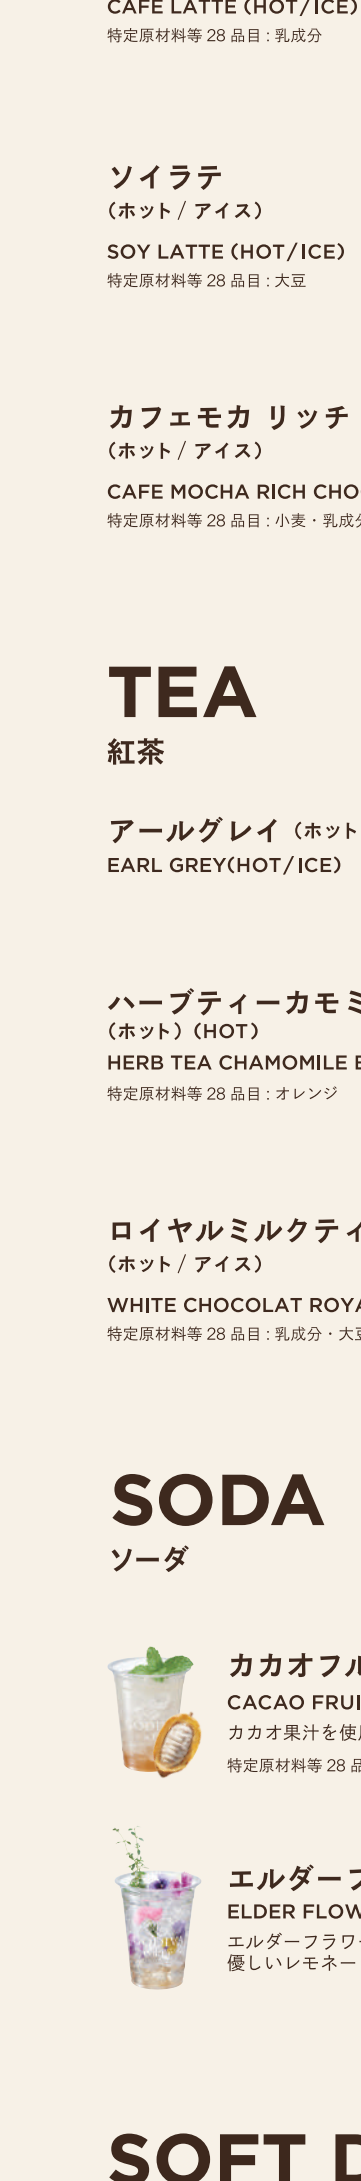 CAFE LATTE (HOT/ICE)
特定原材料等 28 品目 : 乳成分
ソイラテ
(ホット / アイス)
SOY LATTE (HOT/ICE)
特定原材料等 28 品目 : 大豆
カフェモカ リッチ
(ホット / アイス)
CAFE MOCHA RICH CHO
特定原材料等 28 品目 : 小麦・乳成分
TEA
紅茶
アールグレイ (ホット
EARL GREY(HOT/ICE)
ハーブティーカモミ
(ホット) (HOT)
HERB TEA CHAMOMILE
特定原材料等 28 品目 : オレンジ
ロイヤルミルクティ
(ホット / アイス)
WHITE CHOCOLAT ROYA
特定原材料等 28 品目 : 乳成分・大豆
SODA
ソーダ
カカオフル
CACAO FRUI
カカオ果汁を使
特定原材料等 28 品
エルダーフ
ELDER FLOW
エルダーフラワー
優しいレモネー
SOFT D